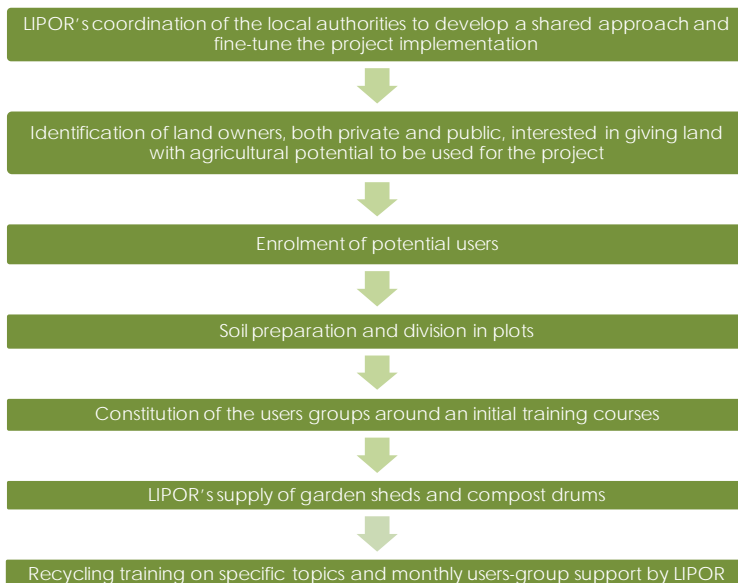 LIPOR's coordination of the local authorities to develop a shared approach and
fine-tune the project implementation
Identification of land owners, both private and public, interested in giving land
with agricultural potential to be used for the project
Enrolment of potential users
Soil preparation and division in plots
Constitution of the users groups around an initial training courses
LIPOR's supply of garden sheds and compost drums
Recycling training on specific topics and monthly users-group support by LIPOR